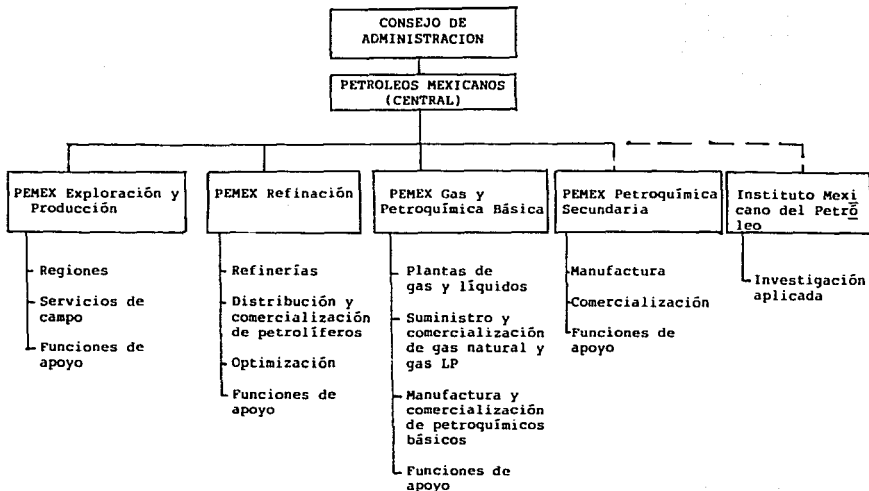 CONSEJO DE
ADMINISTRACION
PETROLEOS MEXICANOS
(CENTRAL)
PEMEX Exploración y
Producción
Regiones
Servicios de
campo
Funciones de
apoyo
PEMEX Refinación
Refinerías
Distribución y
comercialización
de petrolíferos
Optimización
Funciones de
apoyo
PEMEX Gas y
Petroquímica Básica
Plantas de
gas y líquidos
Suministro y
comercialización
de gas natural y
gas LP
Manufactura y
comercialización
de petroquímicos
básicos
Funciones de
apoyo
PEMEX Petroquímica
Secundaria
Manufactura
Comercialización
Funciones de
apoyo
Instituto Mexi
cano del Petró
leo
Investigación
aplicada